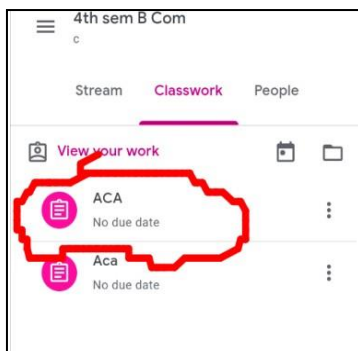 4th sem B Com
c
Stream Classwork People
View your work
ACA
No due date
Aca
No due date